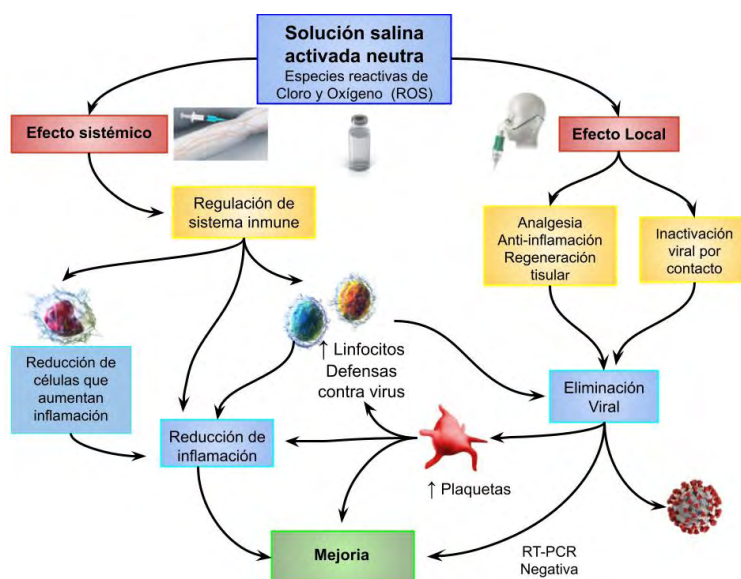 Solución salina
activada neutra
Especies reactivas de
Cloro y Oxígeno (ROS)
Efecto sistémico
Efecto Local
Regulación de
sistema inmune
Analgesia
Anti-inflamación
Regeneración
tisular
Inactivación
viral por
contacto
Reducción de
células que
aumentan
inflamación
↑ Linfocitos
Defensas
contra virus
Eliminación
Viral
Reducción de
inflamación
↑ Plaquetas
Mejoria
RT-PCR
Negativa